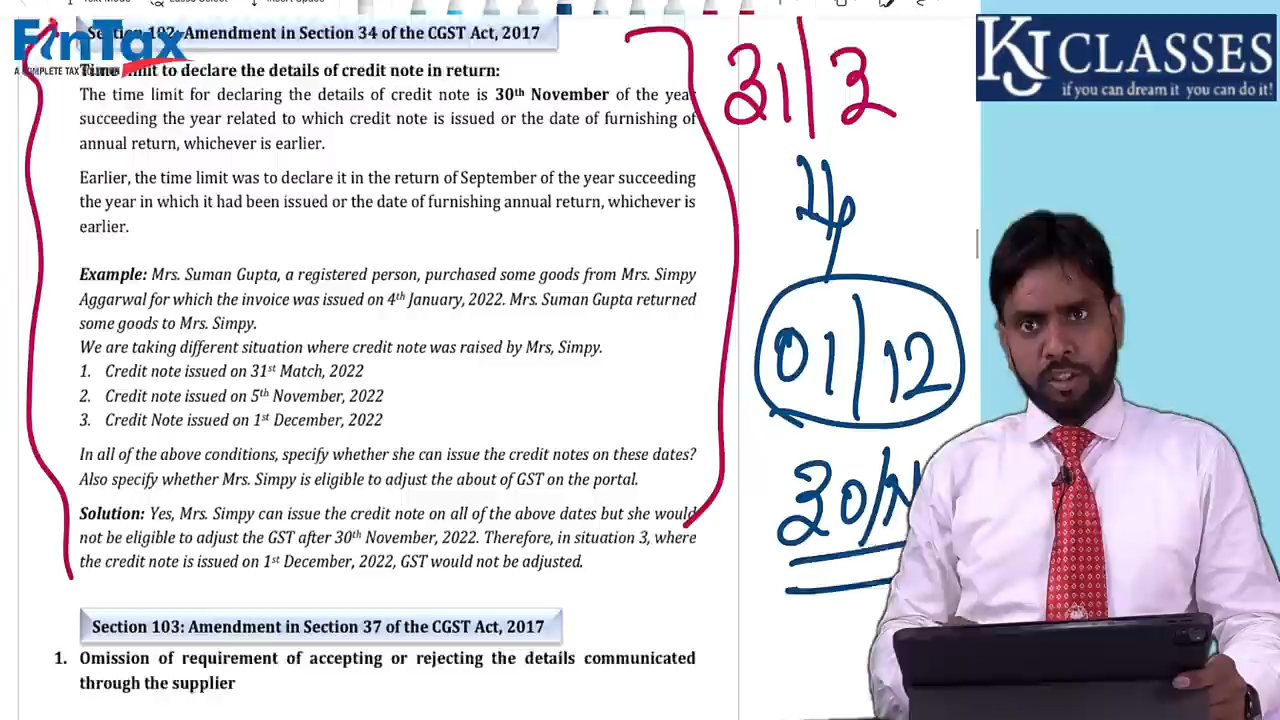 Section 102: Amendment in Section 34 of the CGST Act, 2017
FinTax
A COMPLETE TAX
Time limit to declare the details of credit note in return:
The time limit for declaring the details of credit note is 30th November of the year
succeeding the year related to which credit note is issued or the date of furnishing of
annual return, whichever is earlier.
Earlier, the time limit was to declare it in the return of September of the year succeeding
the year in which it had been issued or the date of furnishing annual return, whichever is
earlier.
Example: Mrs. Suman Gupta, a registered person, purchased some goods from Mrs. Simpy
Aggarwal for which the invoice was issued on 4th January, 2022. Mrs. Suman Gupta returned
some goods to Mrs. Simpy.
We are taking different situation where credit note was raised by Mrs, Simpy.
1. Credit note issued on 31st Match, 2022
2. Credit note issued on 5th November, 2022
3. Credit Note issued on 1st December, 2022
In all of the above conditions, specify whether she can issue the credit notes on these dates?
Also specify whether Mrs. Simpy is eligible to adjust the about of GST on the portal.
Solution: Yes, Mrs. Simpy can issue the Credit note on all of the above dates but she would
not be eligible to adjust the GST after 30th November, 2022. Therefore, in situation 3, where
the credit note is issued on 1st December, 2022, GST would not be adjusted.
Section 103: Amendment in Section 37 of the CGST Act, 2017
1. Omission of requirement of accepting or rejecting the details communicated
through the supplier
31/3
01/12
30/
KJ CLASSES
if you can dream it you can do it!